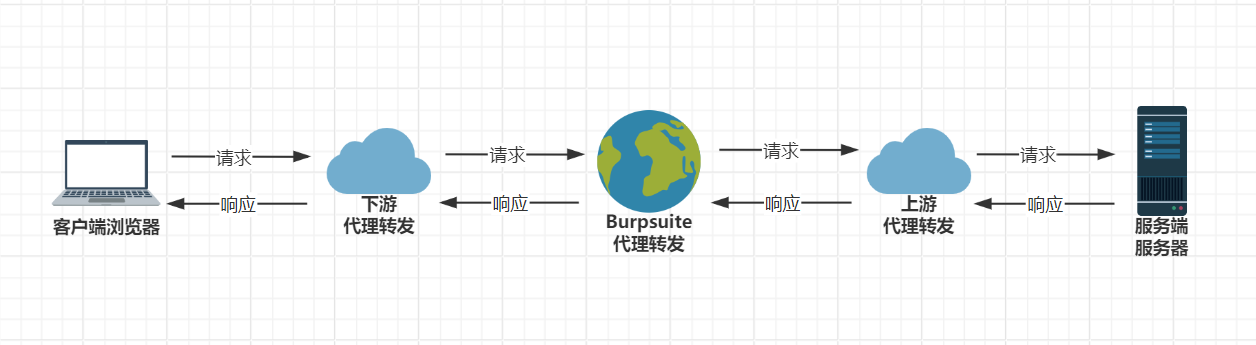 请求
请求
请求
请求
响应
响应
响应
响应
客户端浏览器
下游
代理转发
Burpsuite
代理转发
上游
代理转发
服务端
服务器